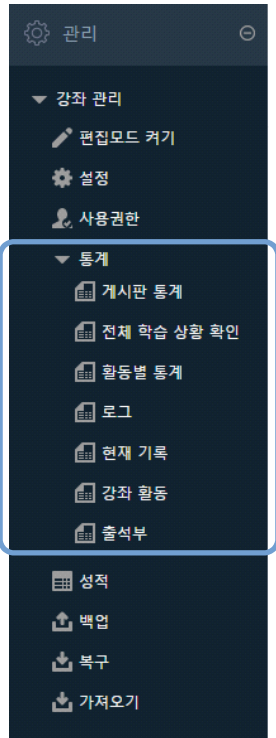 관리
강좌 관리
편집모드 켜기
설정
사용권한
통계
게시판 통계
전체 학습 상황 확인
활동별 통계
로그
현재 기록
강좌 활동
출석부
성적
백업
복구
가져오기